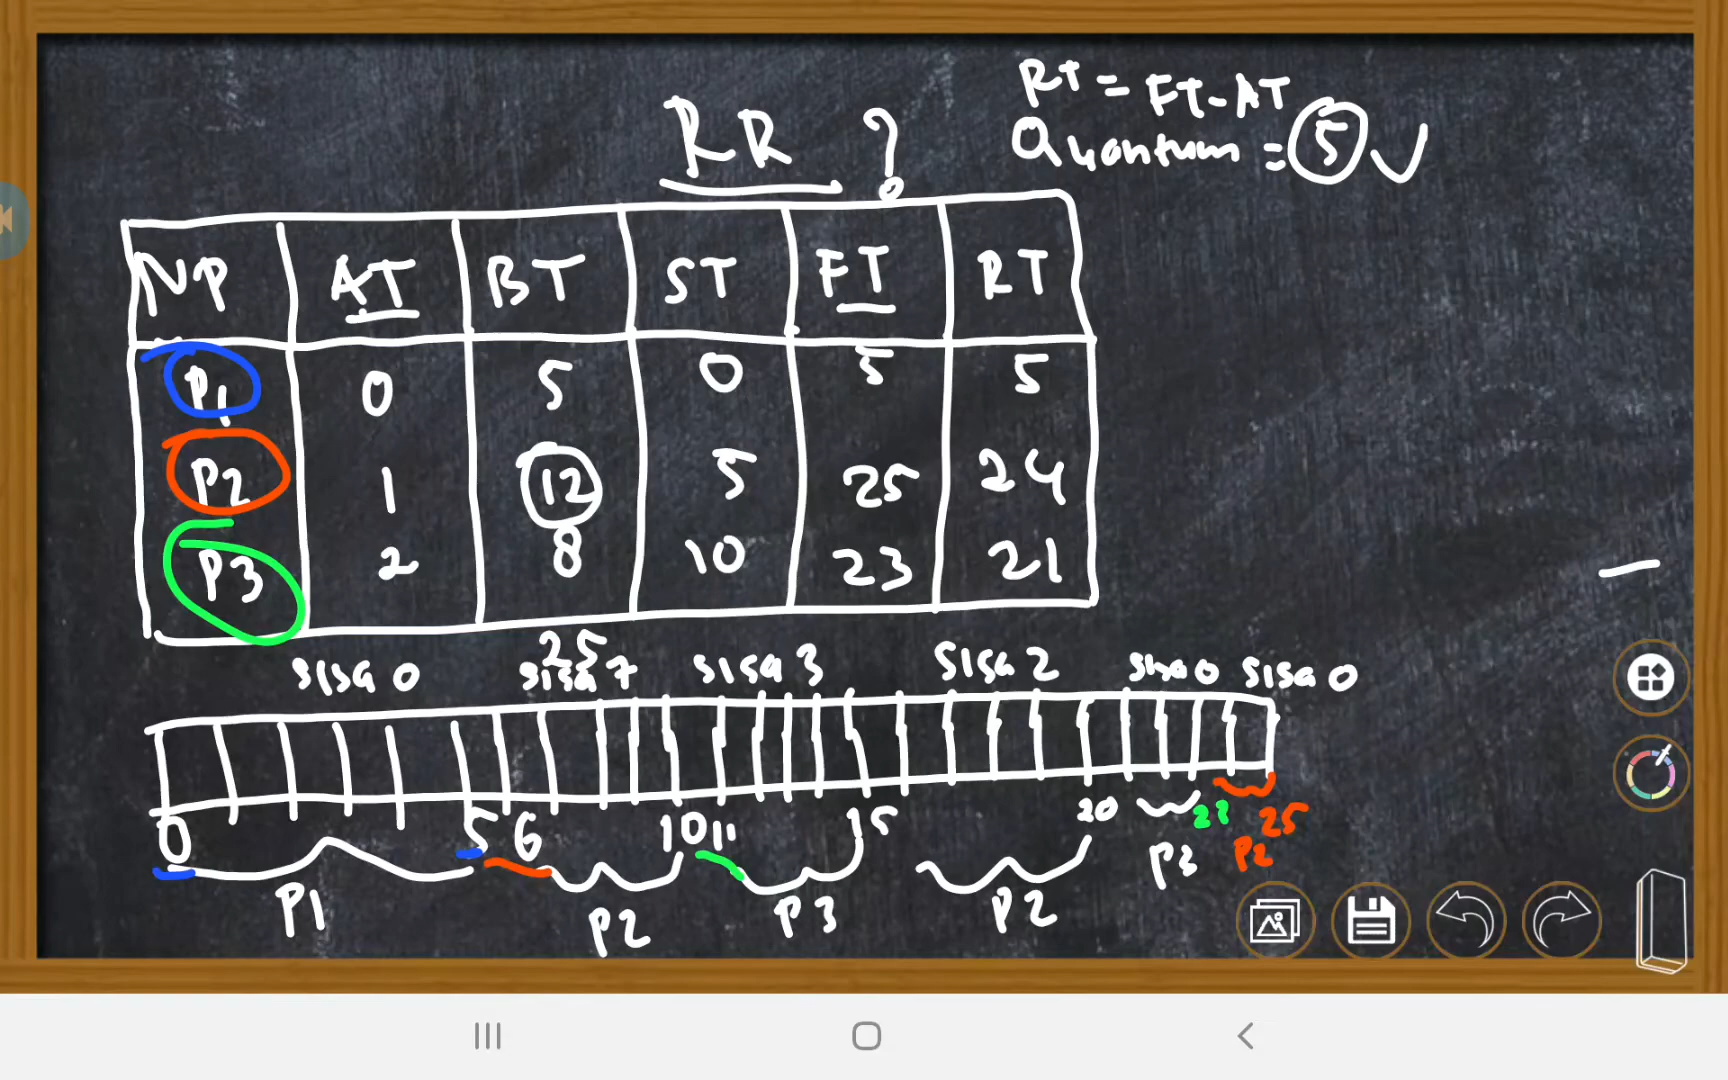 RT = FT-AT
RR ?
Quantum = 5
NP AT BT ST FT RT
P1 0 5 0 5 5
P2 1 12 5 25 24
P3 2 8 10 23 21
25
sisa 0 sisa 7 sisa 3 sisa 2 sisa 0 sisa 0
0 5 6 10 11 15 20 23 25
P1 P2 P3 P2 P3 P2